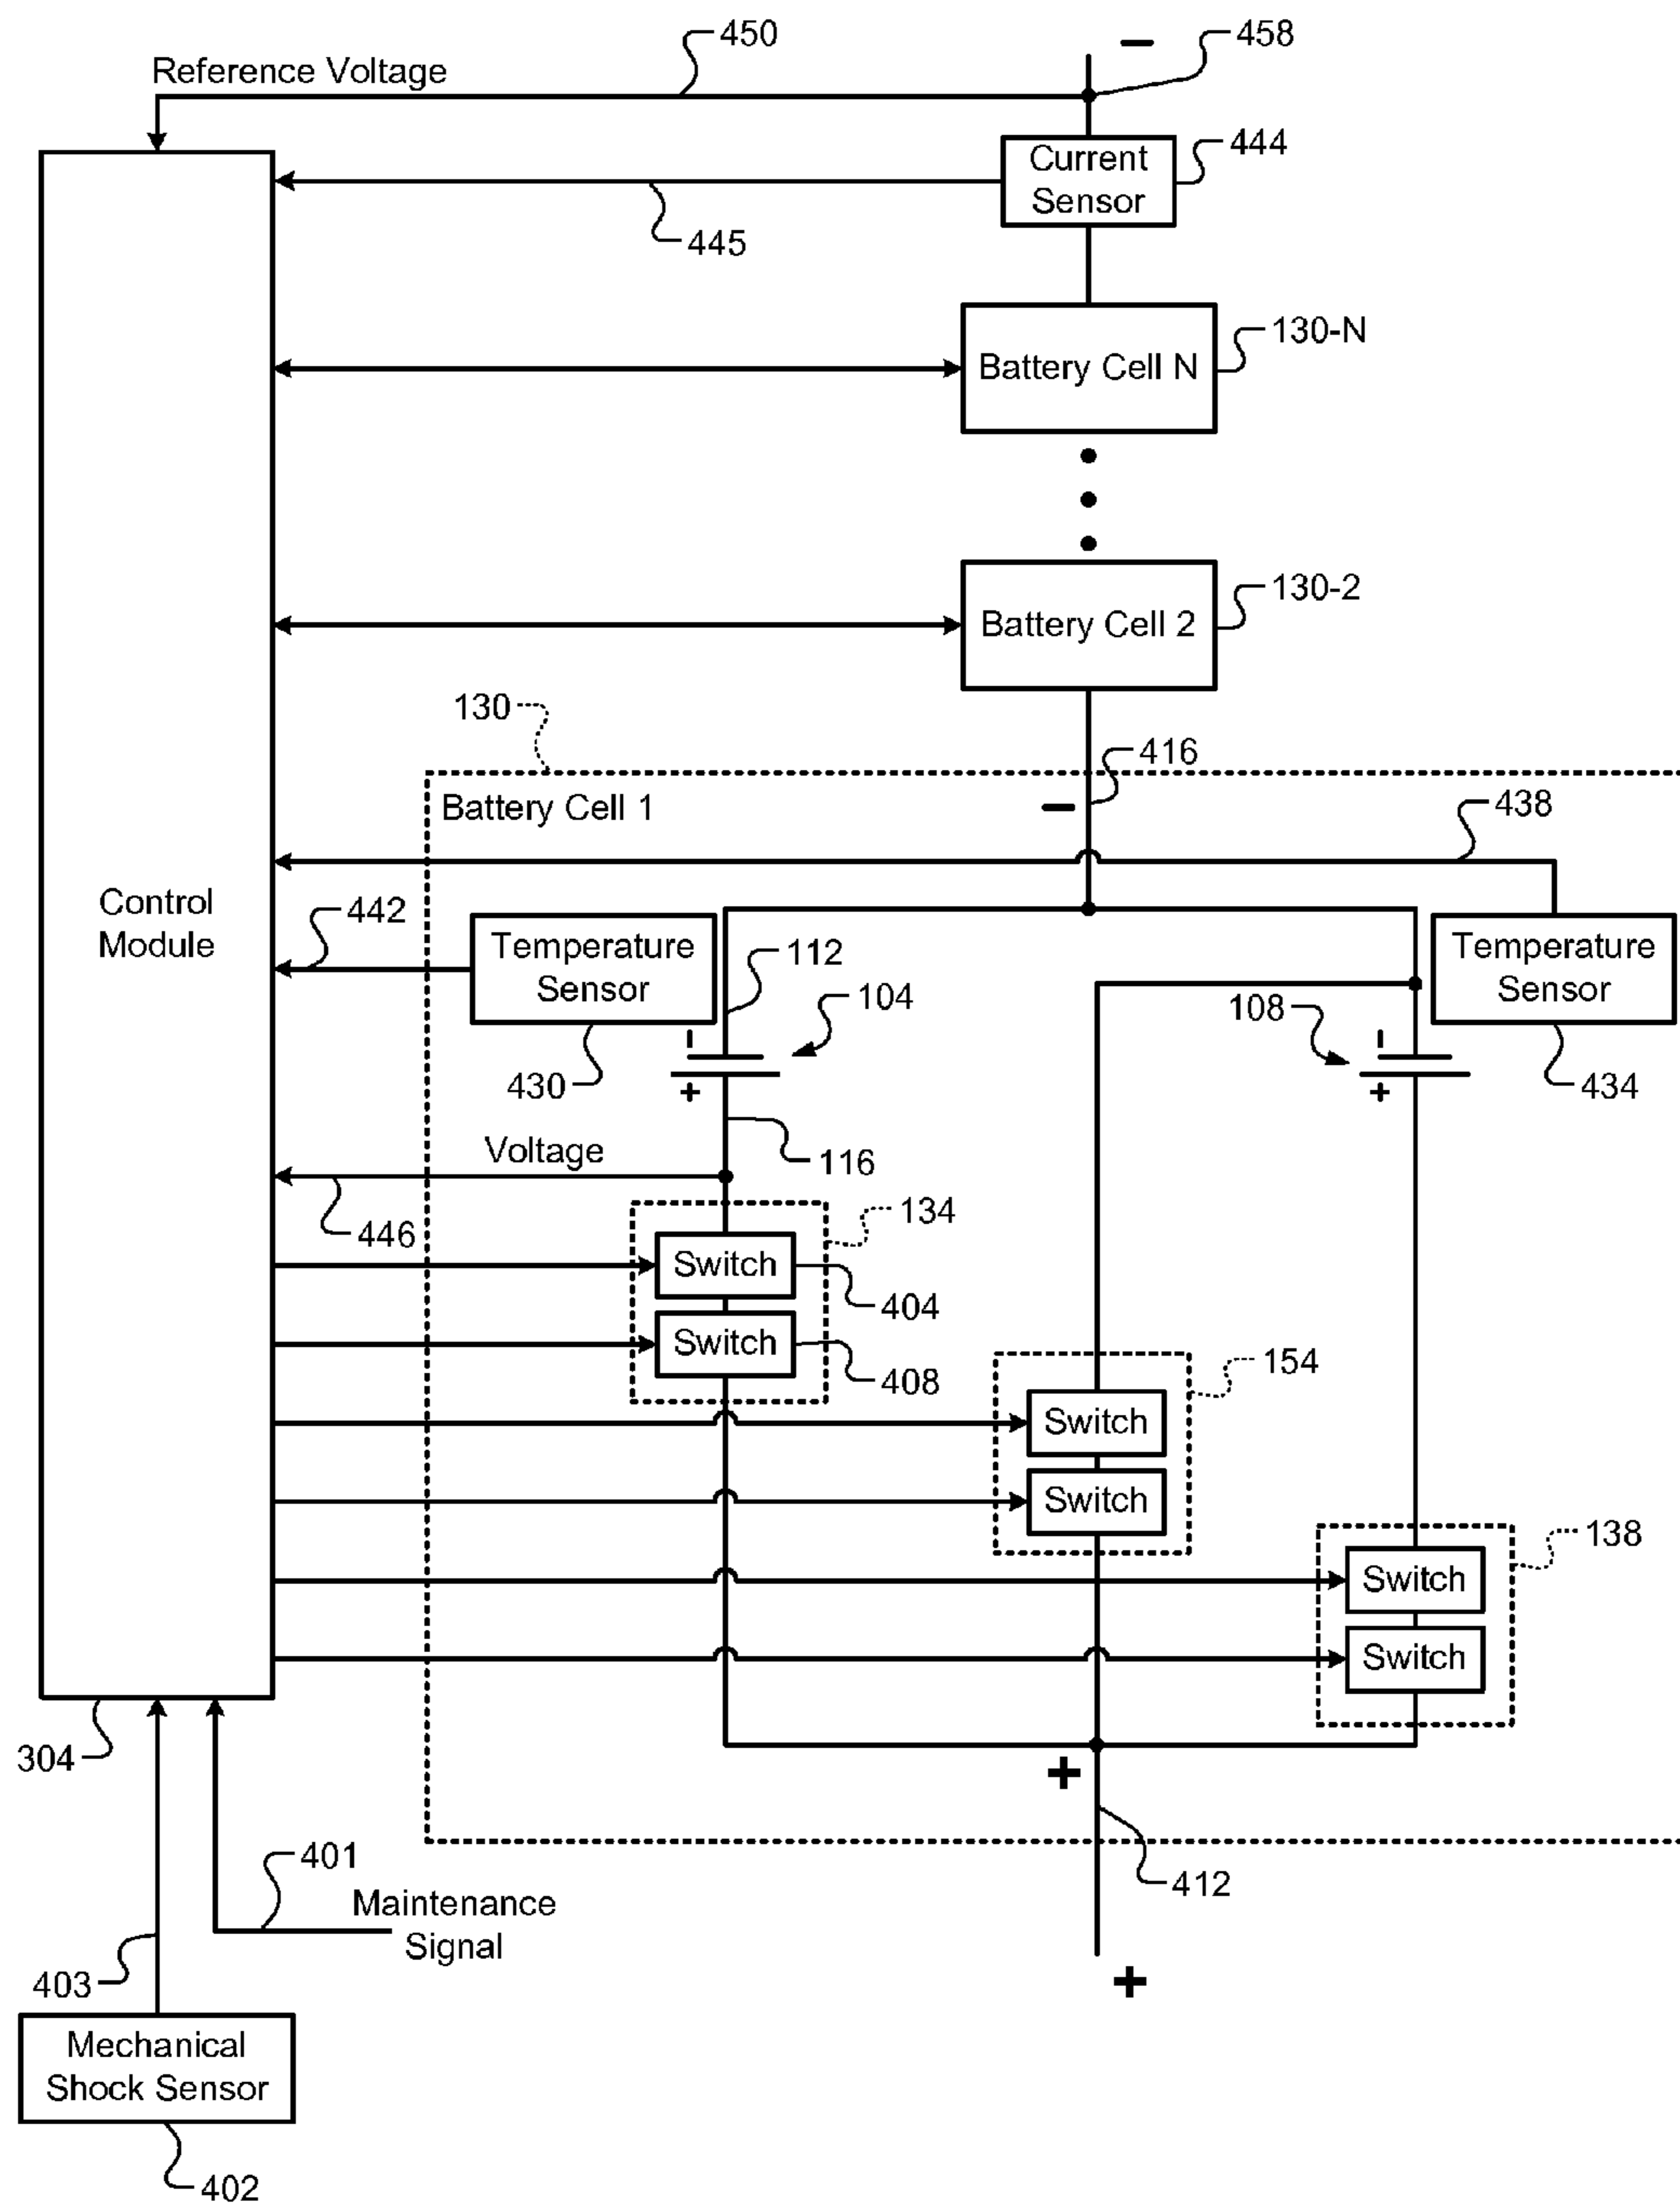 450
−
458
Reference Voltage
Current
Sensor
444
445
Battery Cell N
130-N
Battery Cell 2
130-2
130
416
Battery Cell 1
−
438
Control
Module
442
Temperature
Sensor
112
104
108
Temperature
Sensor
−
−
430
+
+
434
Voltage
116
446
134
Switch
404
Switch
408
154
Switch
Switch
138
Switch
Switch
304
+
401
412
Maintenance
Signal
403
+
Mechanical
Shock Sensor
402